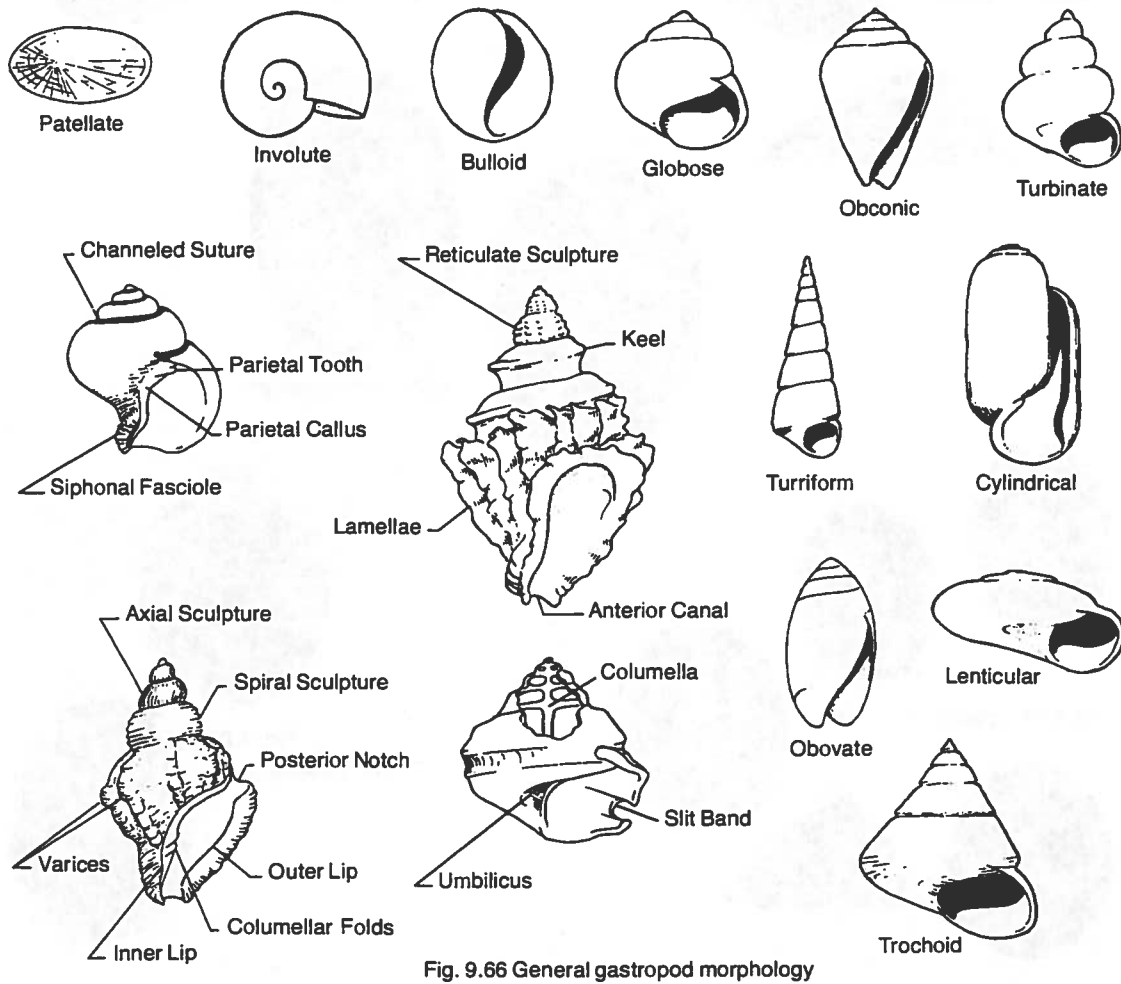 Patellate
Involute
Bulloid
Globose
Obconic
Turbinate
Channeled Suture
Parietal Tooth
Parietal Callus
Siphonal Fasciole
Reticulate Sculpture
Keel
Lamellae
Anterior Canal
Turriform
Cylindrical
Axial Sculpture
Spiral Sculpture
Posterior Notch
Varices
Outer Lip
Columellar Folds
Inner Lip
Columella
Slit Band
Umbilicus
Obovate
Lenticular
Trochoid
Fig. 9.66 General gastropod morphology